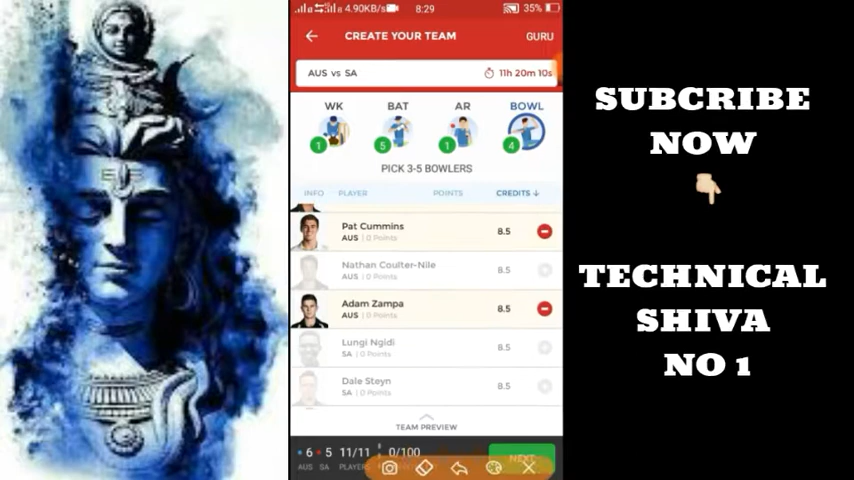 4.90KB/s 8:29 35%
CREATE YOUR TEAM GURU
AUS vs SA 11h 20m 10s
WK BAT AR BOWL
1 5 1 4
PICK 3-5 BOWLERS
INFO PLAYER POINTS CREDITS
Pat Cummins
AUS | 0 Points 8.5
Nathan Coulter-Nile
AUS | 0 Points 8.5
Adam Zampa
AUS | 0 Points 8.5
Lungi Ngidi
SA | 0 Points 8.5
Dale Steyn
SA | 0 Points 8.5
TEAM PREVIEW
6 5 11/11 0/100
AUS SA
NEXT
SUBCRIBE
NOW
TECHNICAL
SHIVA
NO 1